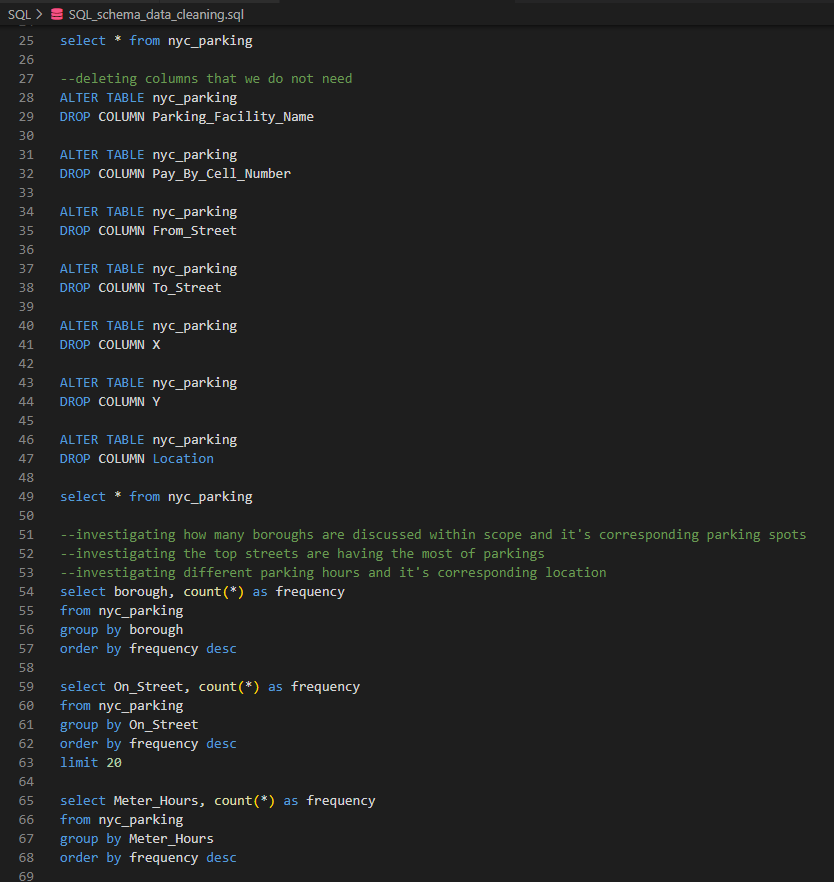 SQL > SQL_schema_data_cleaning.sql
25 select * from nyc_parking
26
27 --deleting columns that we do not need
28 ALTER TABLE nyc_parking
29 DROP COLUMN Parking_Facility_Name
30
31 ALTER TABLE nyc_parking
32 DROP COLUMN Pay_By_Cell_Number
33
34 ALTER TABLE nyc_parking
35 DROP COLUMN From_Street
36
37 ALTER TABLE nyc_parking
38 DROP COLUMN To_Street
39
40 ALTER TABLE nyc_parking
41 DROP COLUMN X
42
43 ALTER TABLE nyc_parking
44 DROP COLUMN Y
45
46 ALTER TABLE nyc_parking
47 DROP COLUMN Location
48
49 select * from nyc_parking
50
51 --investigating how many boroughs are discussed within scope and it's corresponding parking spots
52 --investigating the top streets are having the most of parkings
53 --investigating different parking hours and it's corresponding location
54 select borough, count(*) as frequency
55 from nyc_parking
56 group by borough
57 order by frequency desc
58
59 select On_Street, count(*) as frequency
60 from nyc_parking
61 group by On_Street
62 order by frequency desc
63 limit 20
64
65 select Meter_Hours, count(*) as frequency
66 from nyc_parking
67 group by Meter_Hours
68 order by frequency desc
69